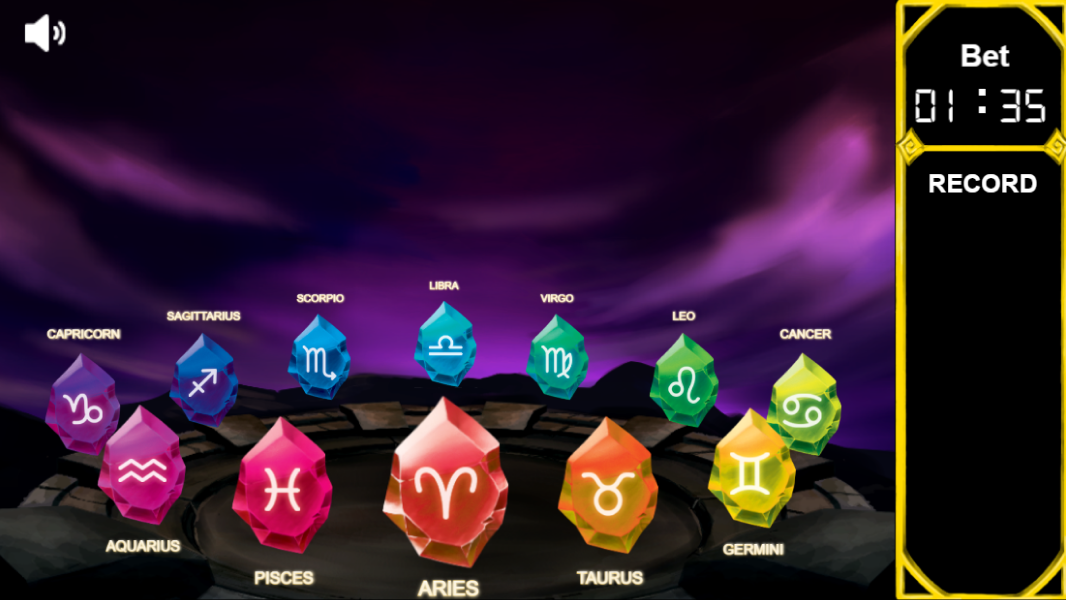 Bet
01:35
RECORD
LIBRA
SCORPIO
VIRGO
SAGITTARIUS
LEO
CAPRICORN
CANCER
AQUARIUS
GERMINI
PISCES
TAURUS
ARIES